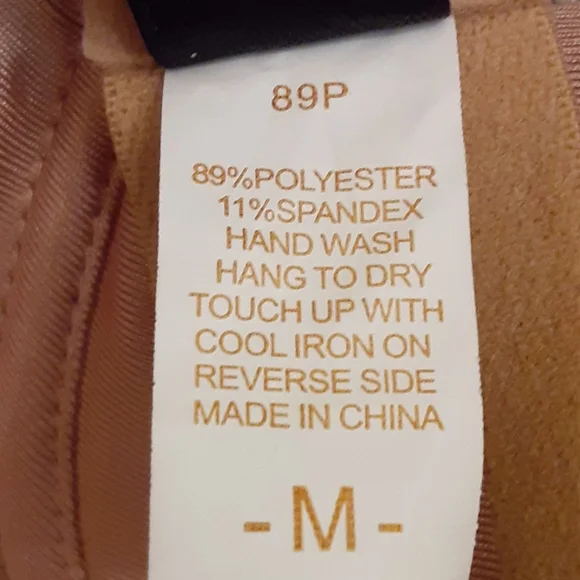 89P
89%POLYESTER
11%SPANDEX
HAND WASH
HANG TO DRY
TOUCH UP WITH
COOL IRON ON
REVERSE SIDE
MADE IN CHINA
-M-